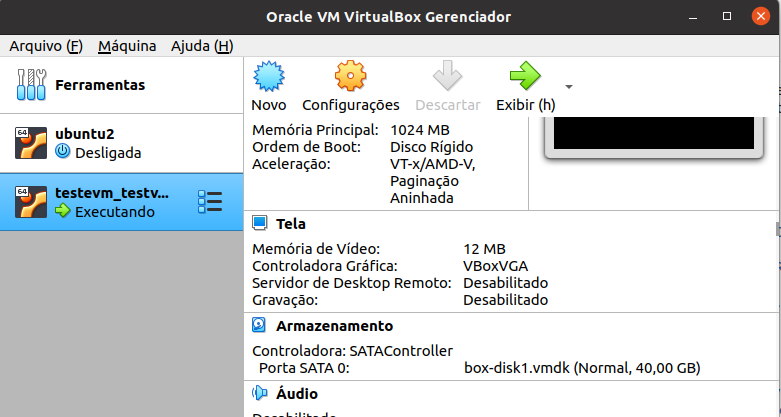 Oracle VM VirtualBox Gerenciador
Arquivo (F) Máquina Ajuda (H)
Ferramentas
64
ubuntu2
Desligada
64
testevm_testv...
Executando
Novo Configurações Descartar Exibir (h)
Memória Principal: 1024 MB
Ordem de Boot: Disco Rígido
Aceleração: VT-x/AMD-V,
Paginação
Aninhada
Tela
Memória de Vídeo: 12 MB
Controladora Gráfica: VBoxVGA
Servidor de Desktop Remoto: Desabilitado
Gravação: Desabilitado
Armazenamento
Controladora: SATAController
Porta SATA 0: box-disk1.vmdk (Normal, 40,00 GB)
Áudio
Desabilitado